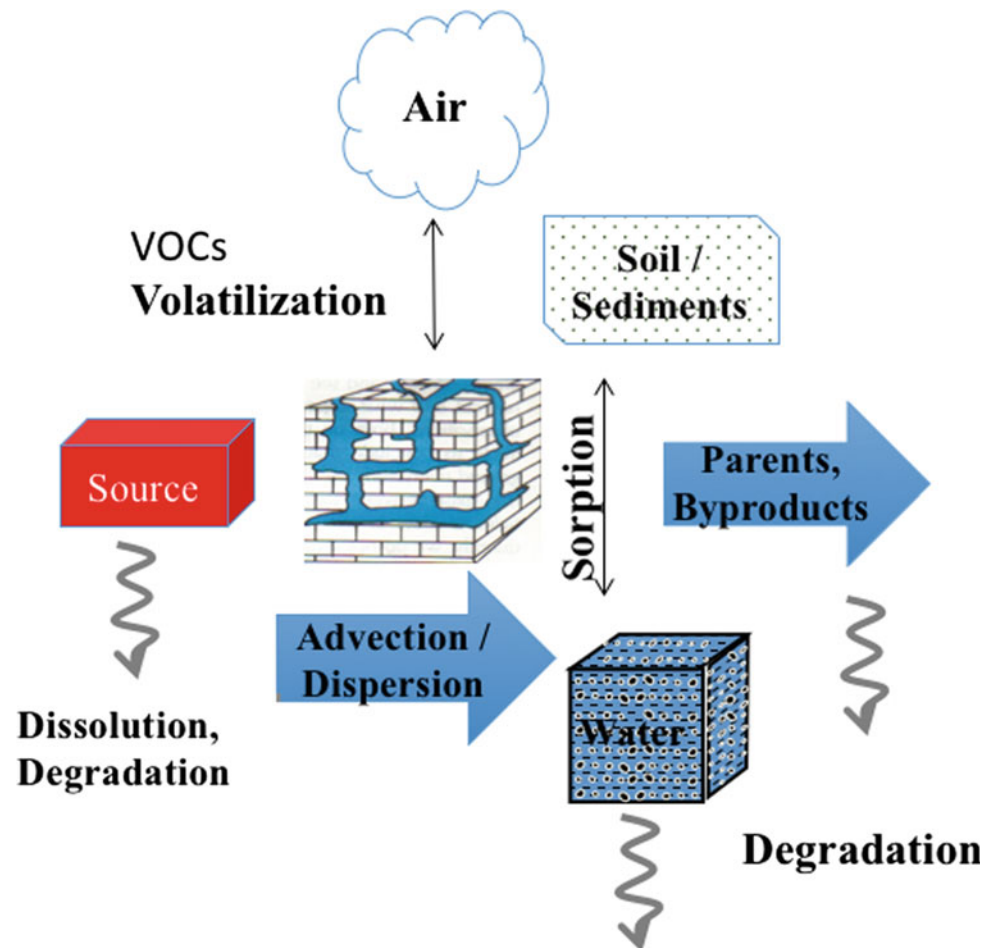 Air
VOCs
Volatilization
Soil /
Sediments
Source
Sorption
Parents,
Byproducts
Advection /
Dispersion
Dissolution,
Degradation
Water
Degradation